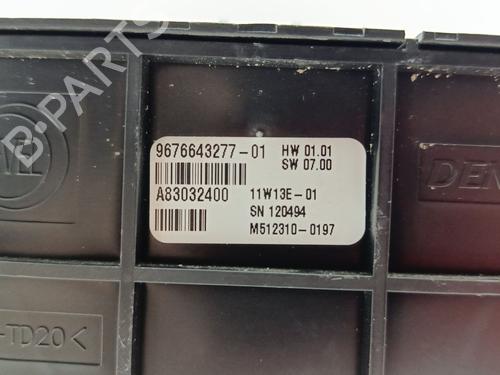 B-PARTS
9676643277-01 HW 01.01
SW 07.00
A83032400 11W13E-01
SN 120494
M512310-0197
DEN
-TD20<